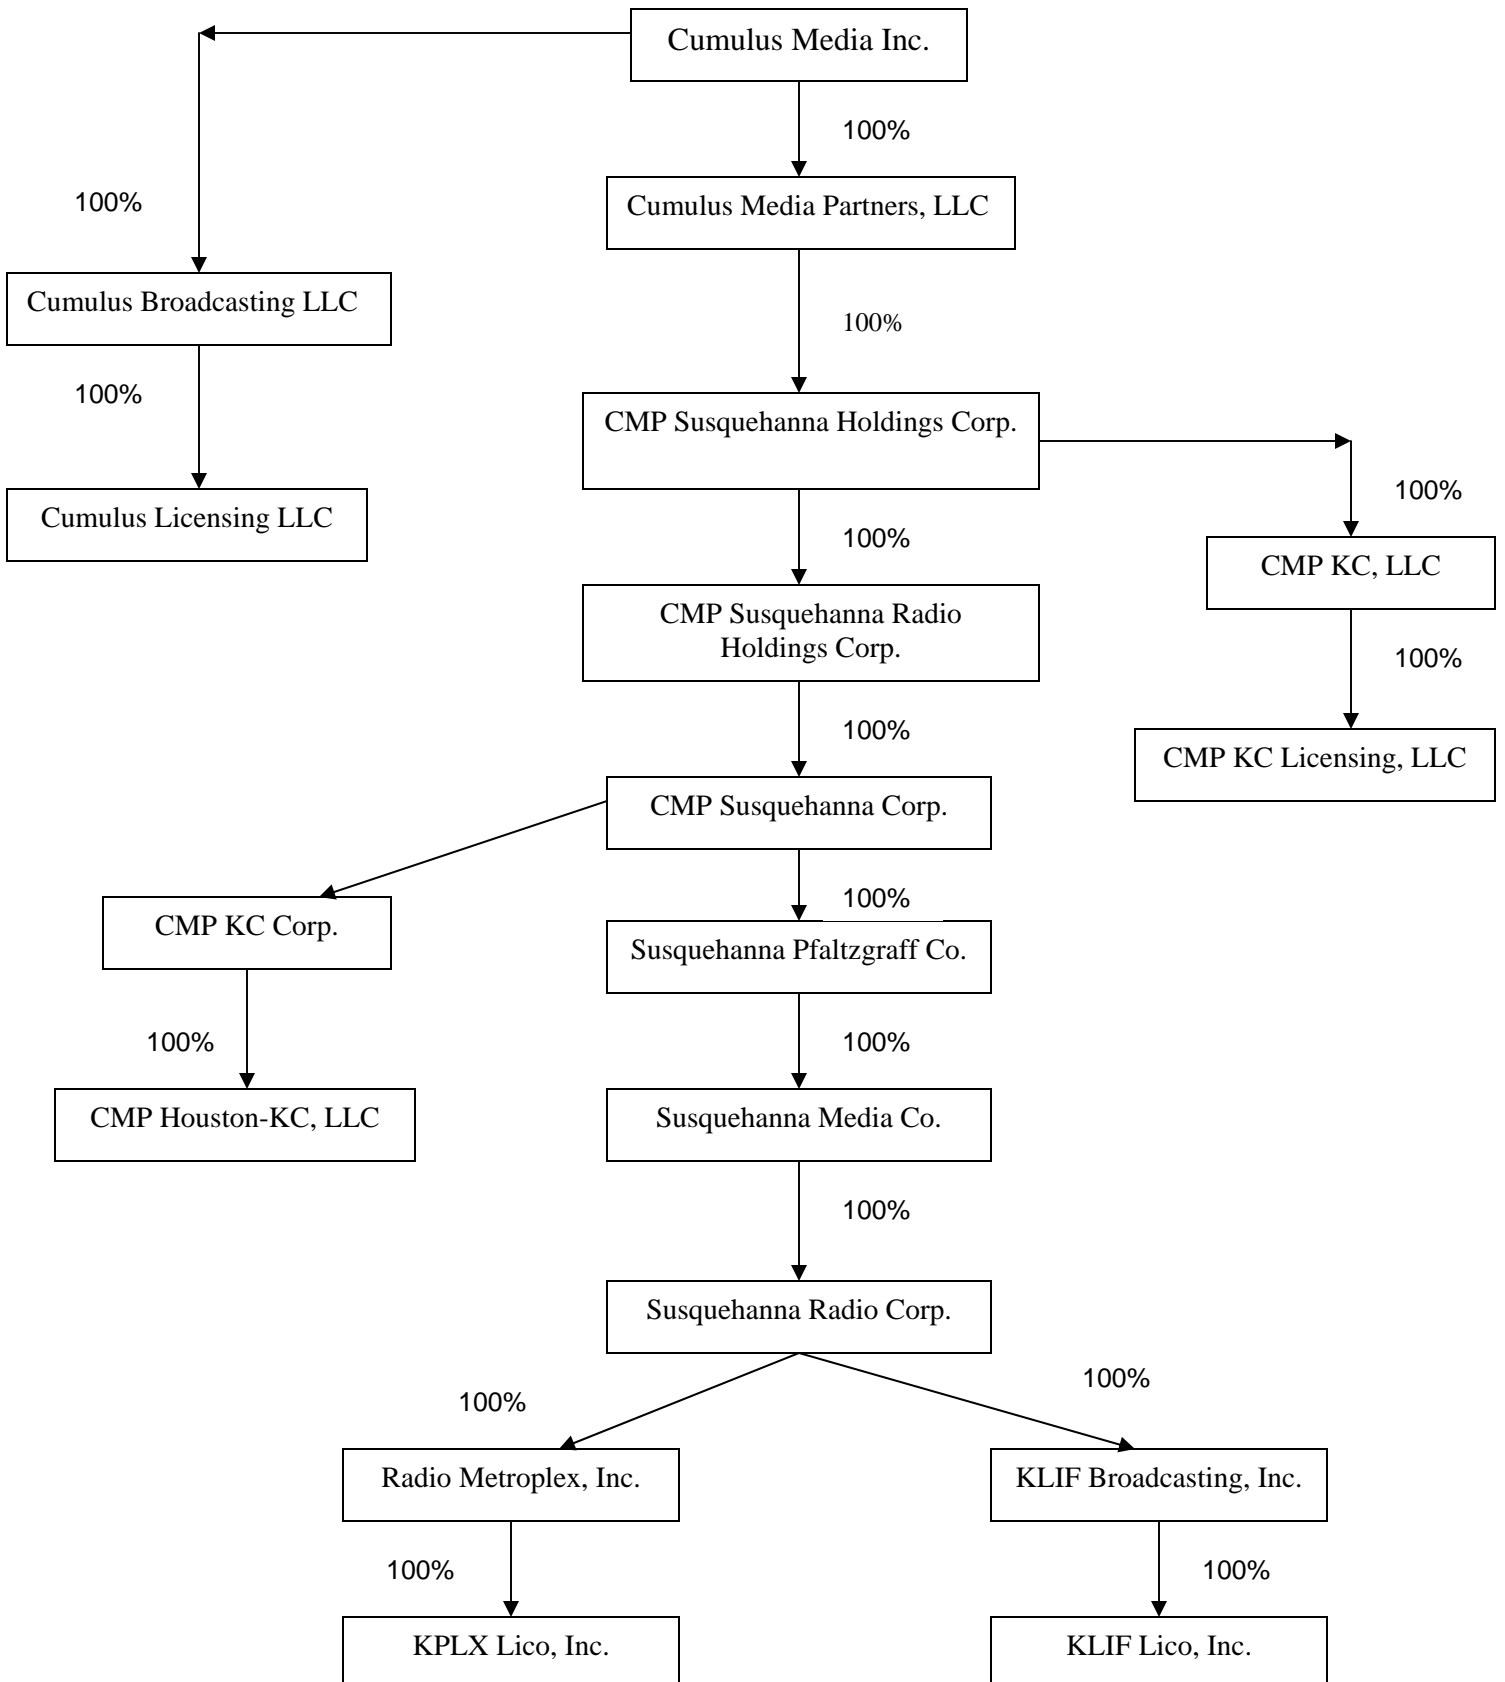 Cumulus Media Inc.
100%
100%
Cumulus Media Partners, LLC
Cumulus Broadcasting LLC
100%
100%
CMP Susquehanna Holdings Corp.
100%
Cumulus Licensing LLC
100%
CMP KC, LLC
CMP Susquehanna Radio
Holdings Corp.
100%
100%
CMP KC Licensing, LLC
CMP Susquehanna Corp.
100%
CMP KC Corp.
Susquehanna Pfaltzgraff Co.
100%
100%
CMP Houston-KC, LLC
Susquehanna Media Co.
100%
Susquehanna Radio Corp.
100%
100%
Radio Metroplex, Inc.
KLIF Broadcasting, Inc.
100%
100%
KPLX Lico, Inc.
KLIF Lico, Inc.